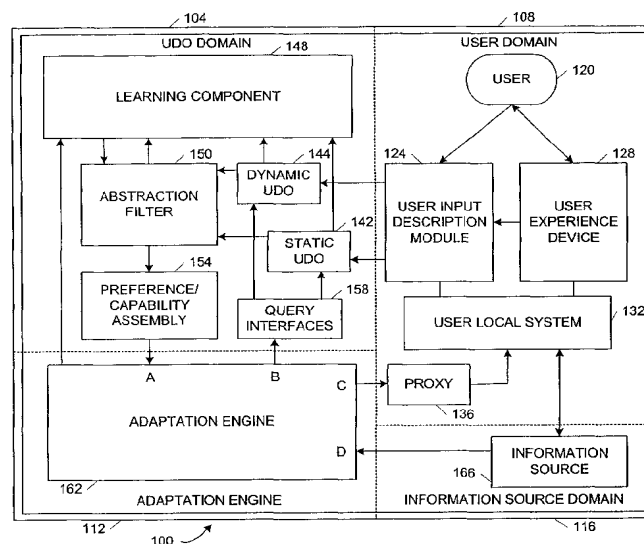 104
108
UDO DOMAIN
148
USER DOMAIN
LEARNING COMPONENT
USER
120
150
144
124
128
ABSTRACTION
FILTER
DYNAMIC
UDO
USER INPUT
DESCRIPTION
MODULE
USER
EXPERIENCE
DEVICE
142
STATIC
UDO
154
158
PREFERENCE/
CAPABILITY
ASSEMBLY
QUERY
INTERFACES
USER LOCAL SYSTEM
132
A
B
C
PROXY
136
ADAPTATION ENGINE
D
INFORMATION
SOURCE
162
166
ADAPTATION ENGINE
INFORMATION SOURCE DOMAIN
112
100
116